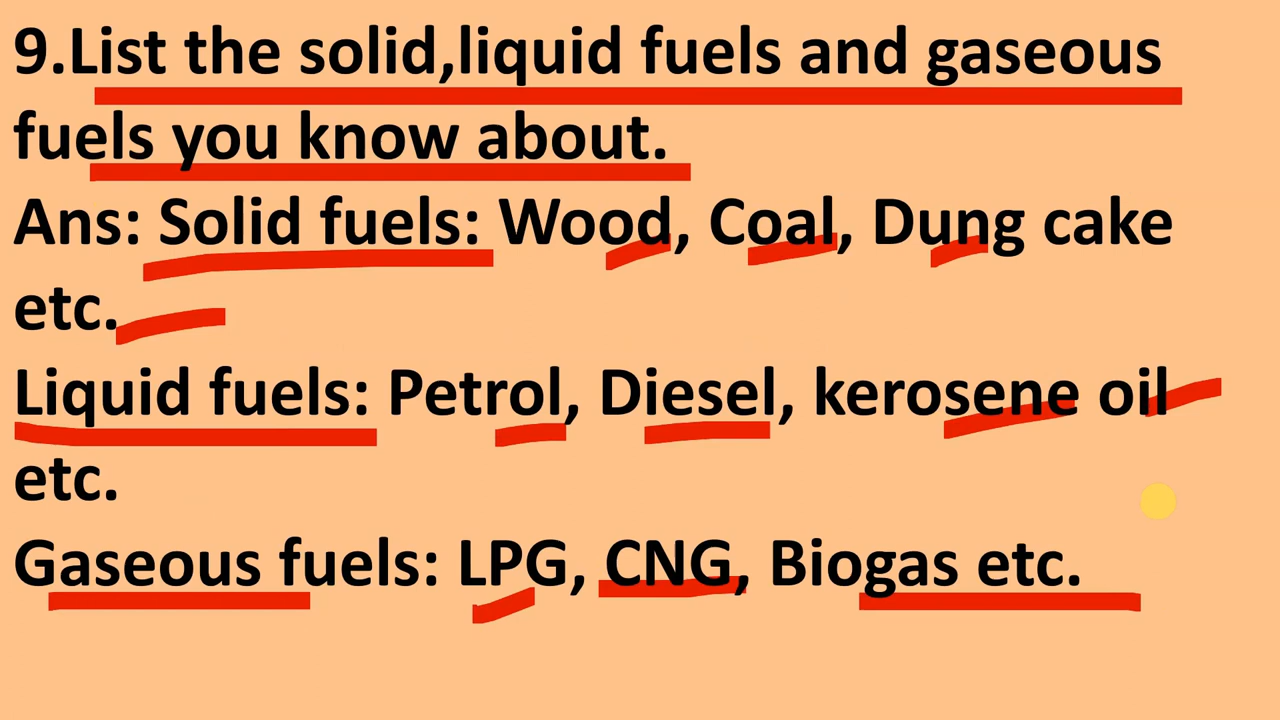 9.List the solid,liquid fuels and gaseous
fuels you know about.
Ans: Solid fuels: Wood, Coal, Dung cake
etc.
Liquid fuels: Petrol, Diesel, kerosene oil
etc.
Gaseous fuels: LPG, CNG, Biogas etc.